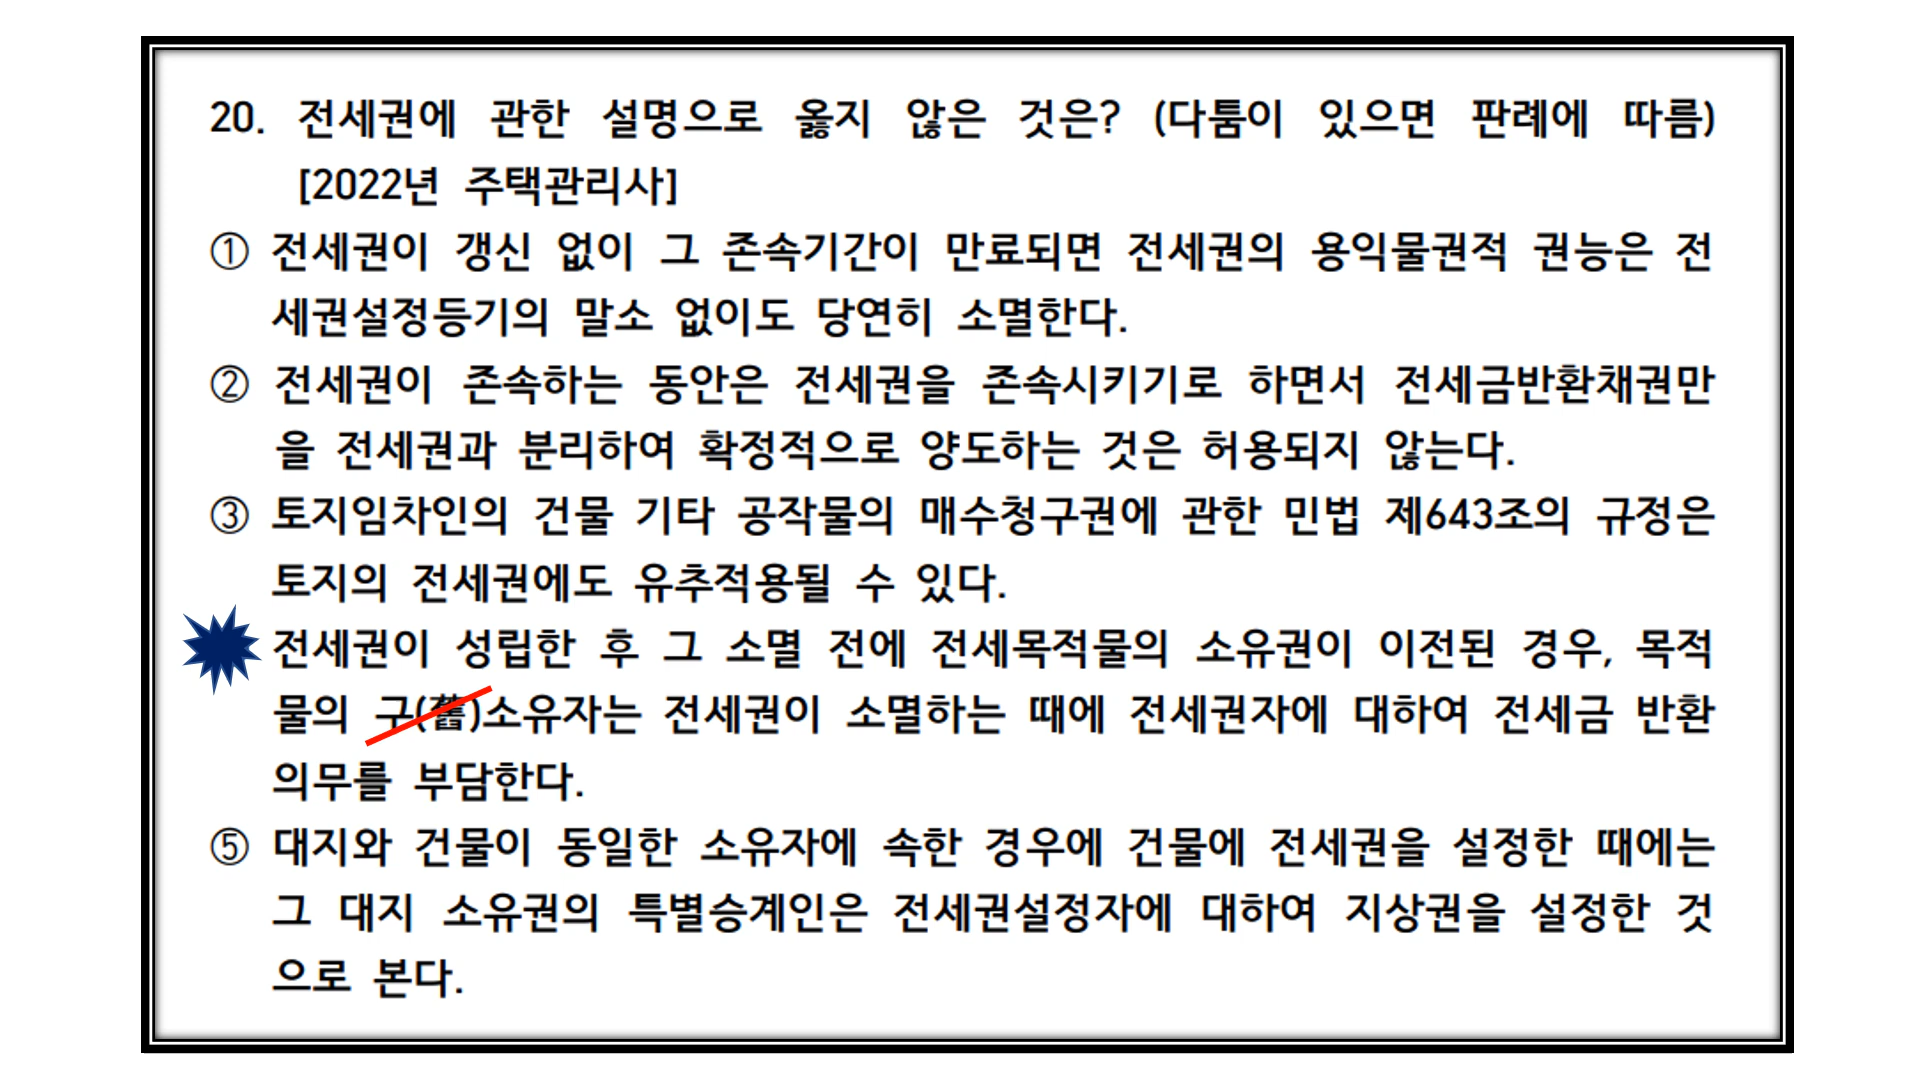 20. 전세권에 관한 설명으로 옳지 않은 것은? (다툼이 있으면 판례에 따름)
[2022년 주택관리사]
① 전세권이 갱신 없이 그 존속기간이 만료되면 전세권의 용익물권적 권능은 전
세권설정등기의 말소 없이도 당연히 소멸한다.
② 전세권이 존속하는 동안은 전세권을 존속시키기로 하면서 전세금반환채권만
을 전세권과 분리하여 확정적으로 양도하는 것은 허용되지 않는다.
③ 토지임차인의 건물 기타 공작물의 매수청구권에 관한 민법 제643조의 규정은
토지의 전세권에도 유추적용될 수 있다.
전세권이 성립한 후 그 소멸 전에 전세목적물의 소유권이 이전된 경우, 목적
물의 구(舊)소유자는 전세권이 소멸하는 때에 전세권자에 대하여 전세금 반환
의무를 부담한다.
⑤ 대지와 건물이 동일한 소유자에 속한 경우에 건물에 전세권을 설정한 때에는
그 대지 소유권의 특별승계인은 전세권설정자에 대하여 지상권을 설정한 것
으로 본다.